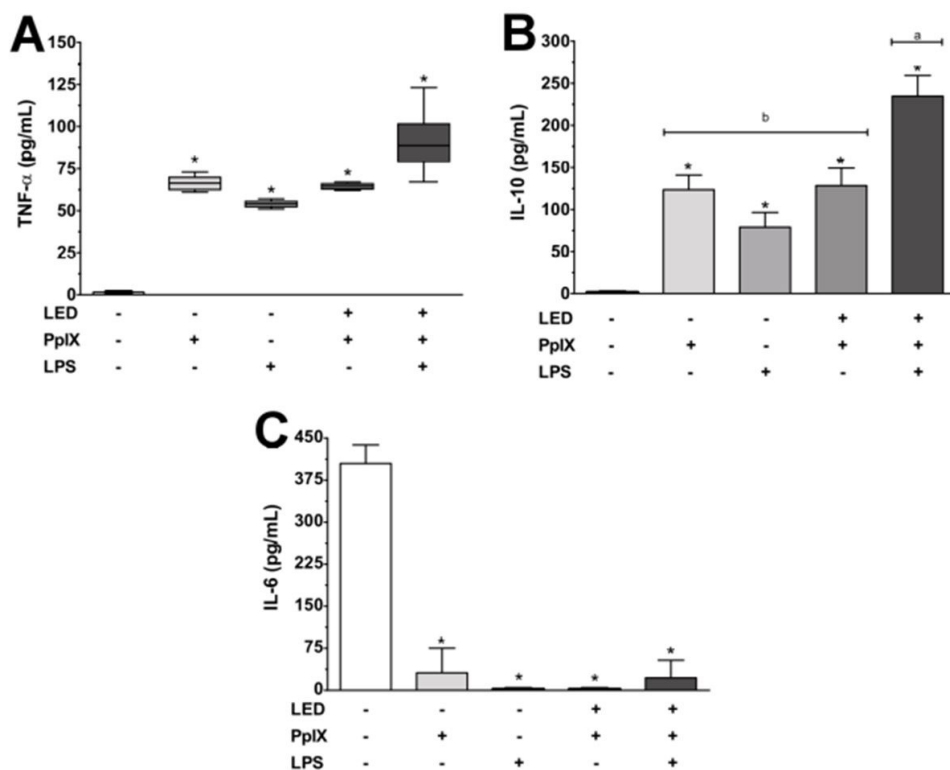 A
TNF-α (pg/mL)
150
125
100
75
50
25
0
* * * * *
LED - - - + +
PpIX - + - + +
LPS - - + - +
B
IL-10 (pg/mL)
300
250
200
150
100
50
0
a
b
* * * *
LED - - - + +
PpIX - + - + +
LPS - - + - +
C
IL-6 (pg/mL)
450
375
300
225
150
75
0
* * * *
LED - - - + +
PpIX - + - + +
LPS - - + - +